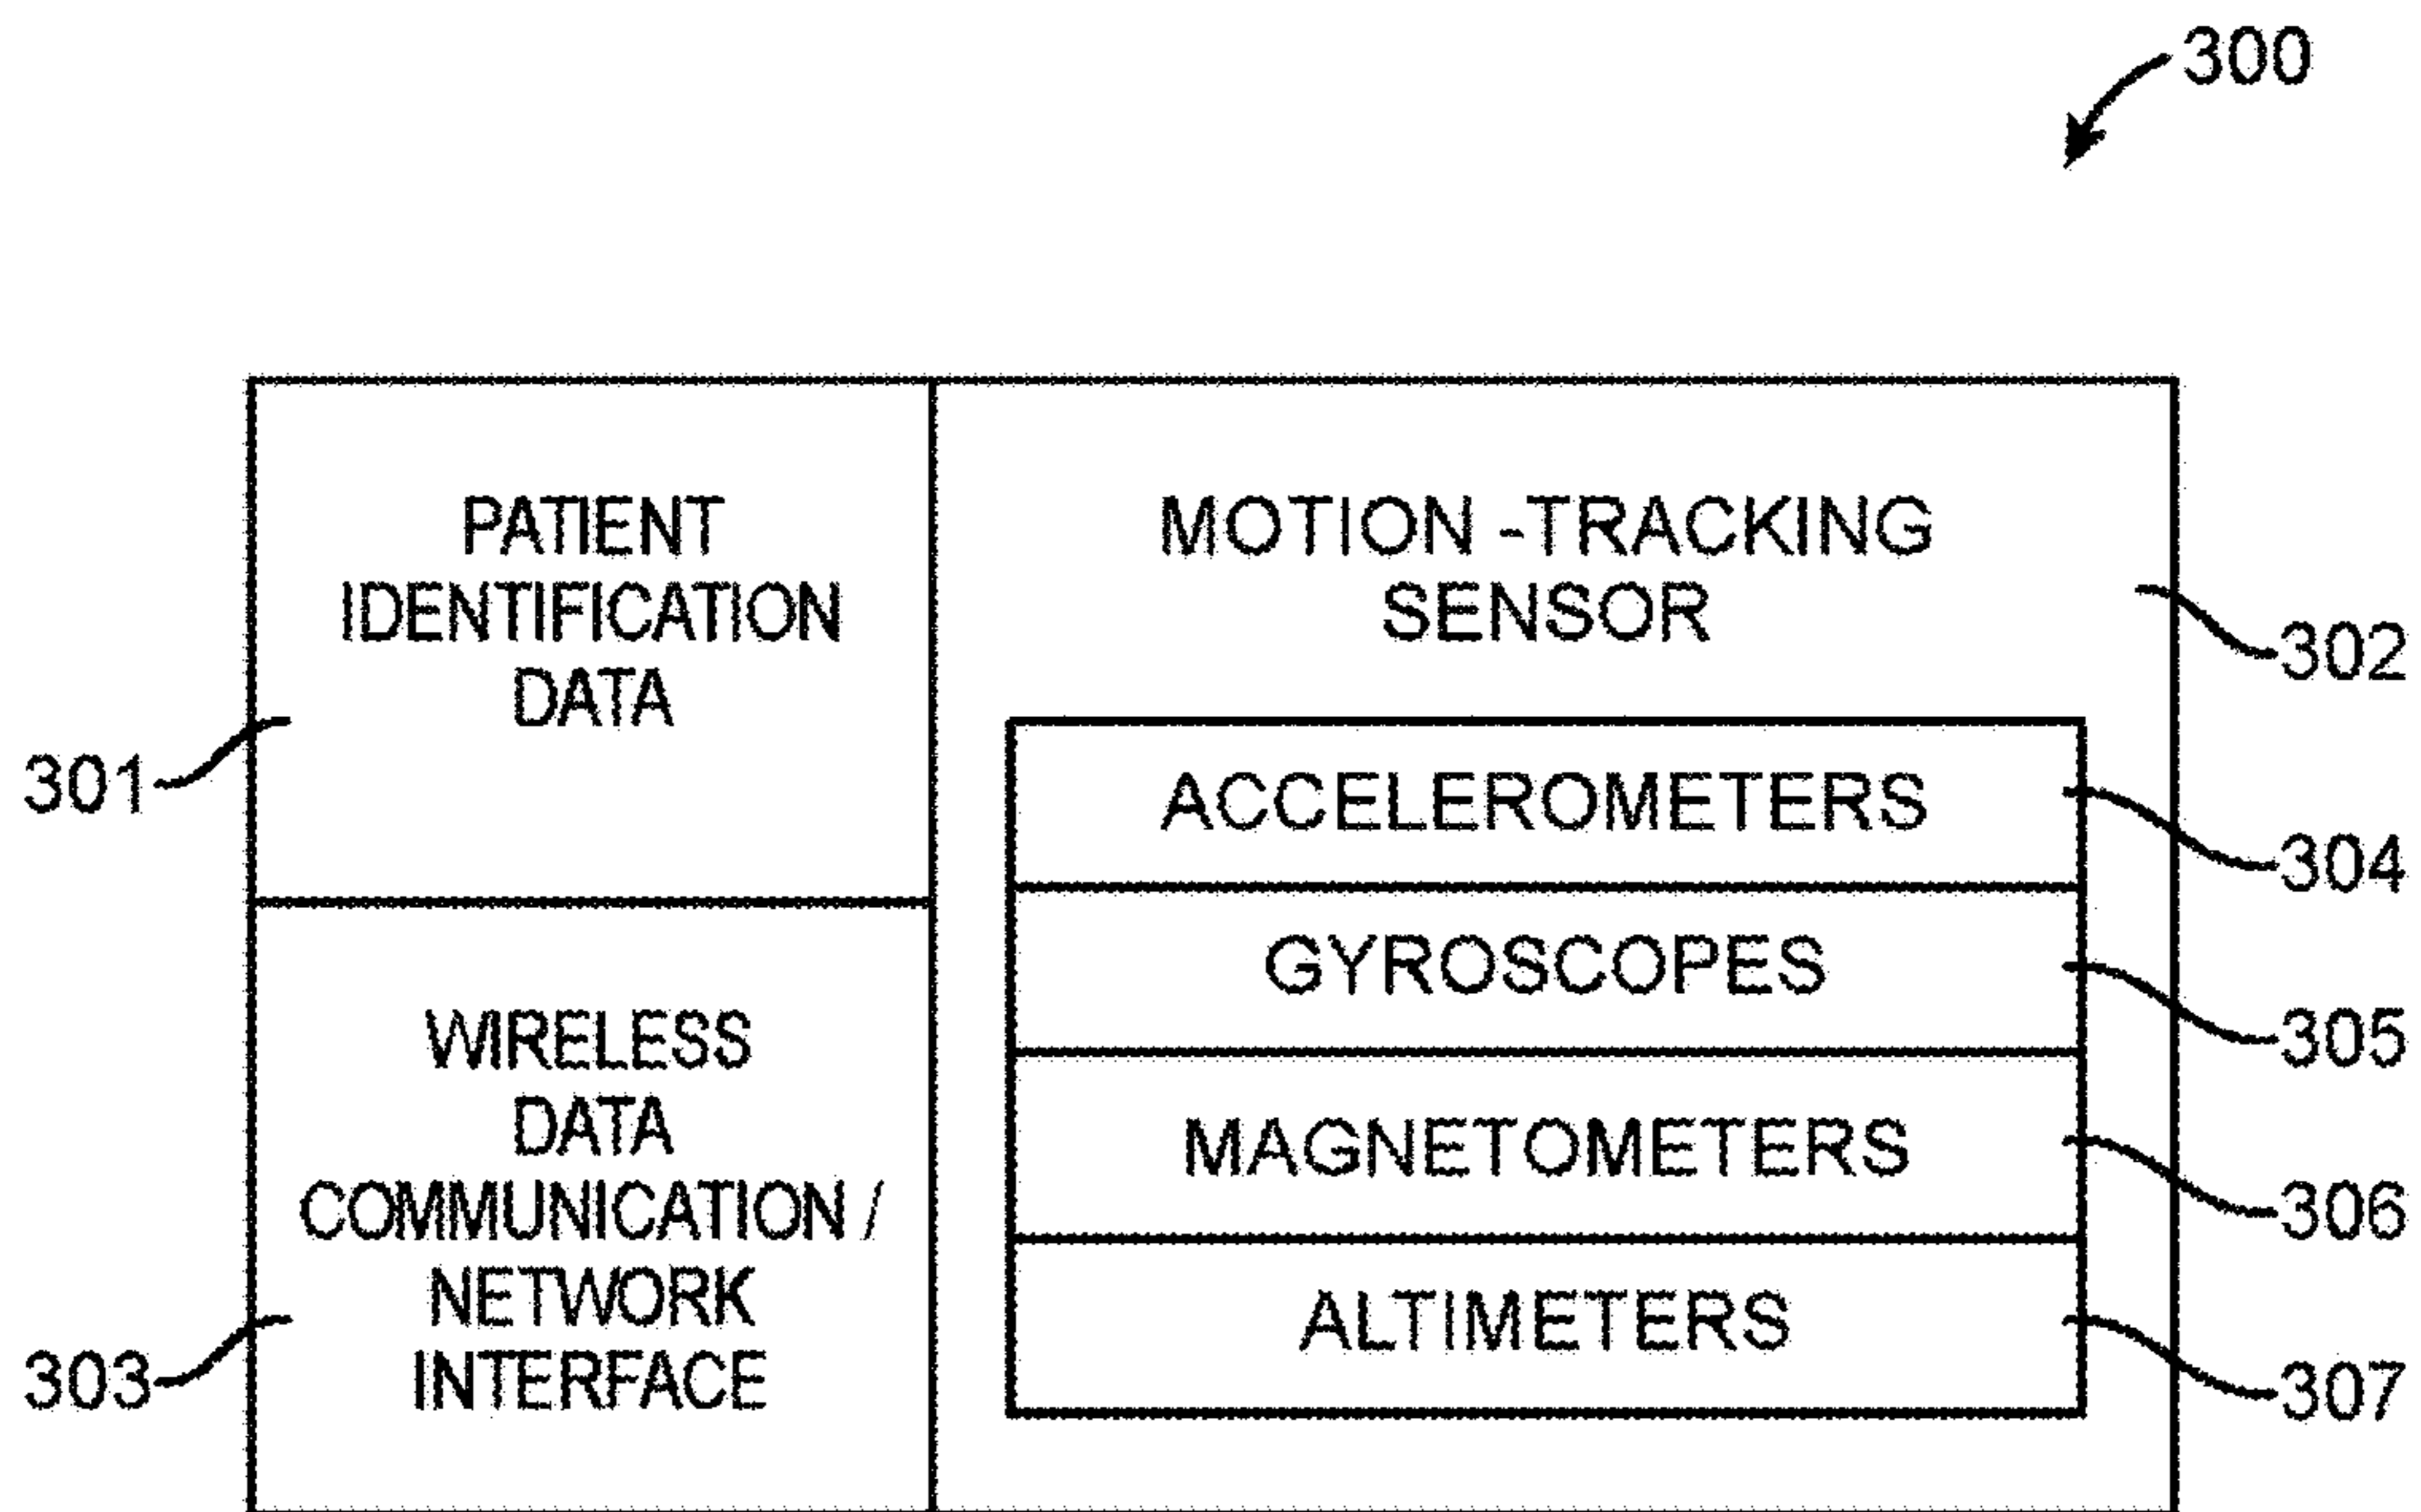 300
PATIENT
IDENTIFICATION
DATA
301
WIRELESS
DATA
COMMUNICATION /
NETWORK
INTERFACE
303
MOTION -TRACKING
SENSOR
302
ACCELEROMETERS
304
GYROSCOPES
305
MAGNETOMETERS
306
ALTIMETERS
307